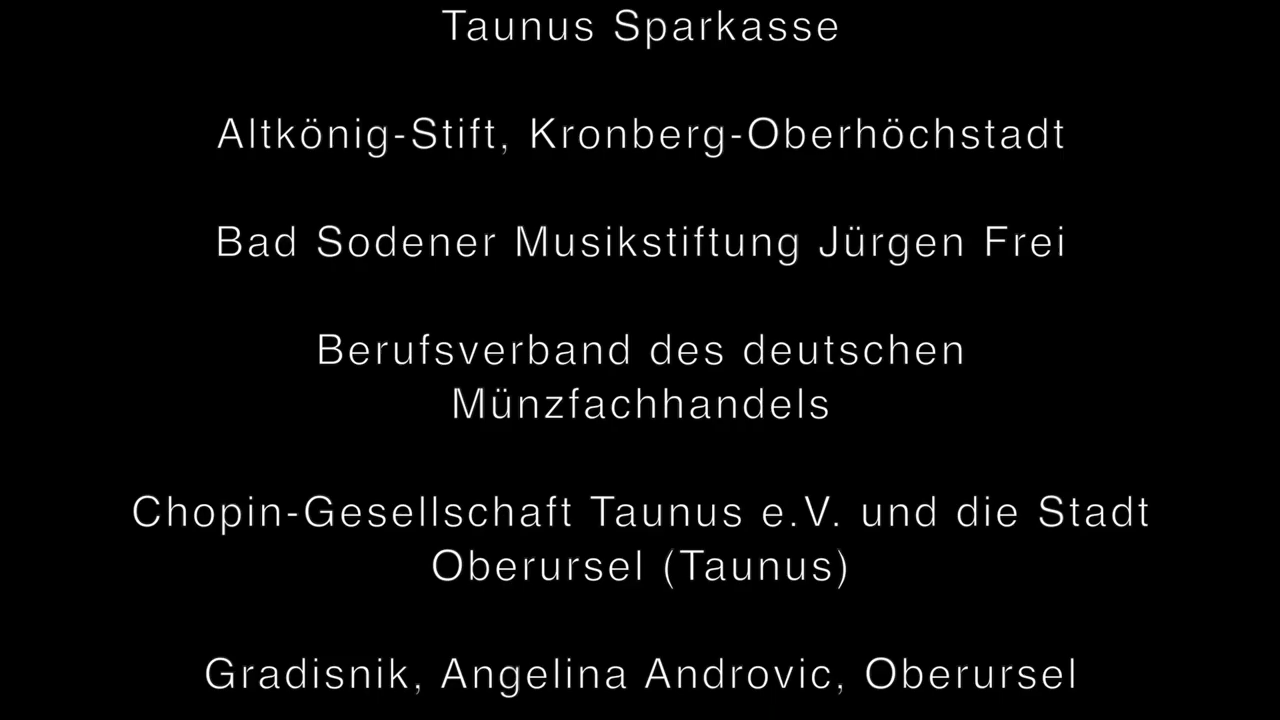 Taunus Sparkasse
Altkönig-Stift, Kronberg-Oberhöchstadt
Bad Sodener Musikstiftung Jürgen Frei
Berufsverband des deutschen
Münzfachhandels
Chopin-Gesellschaft Taunus e.V. und die Stadt
Oberursel (Taunus)
Gradisnik, Angelina Androvic, Oberursel